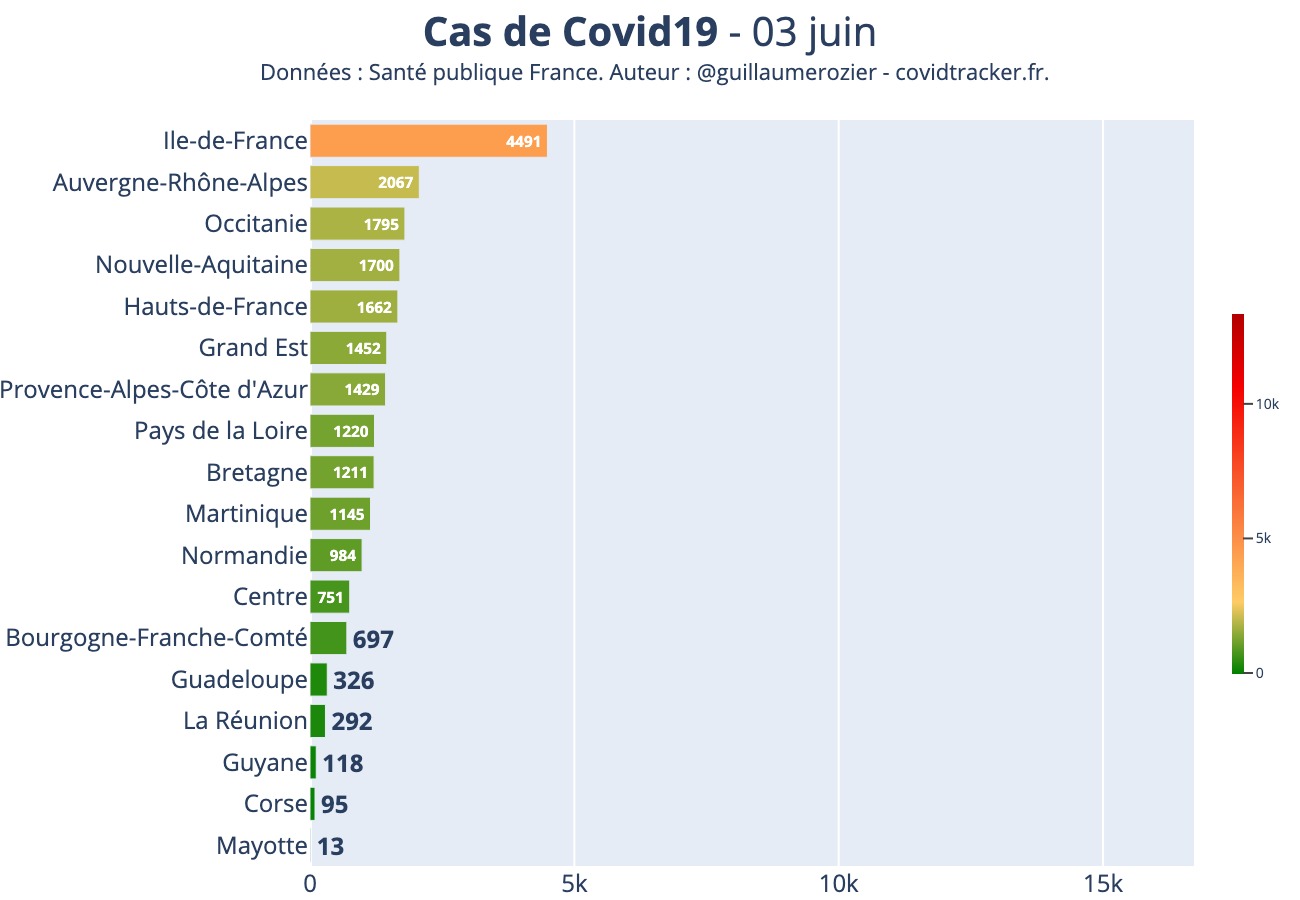 Cas de Covid19 - 03 juin
Données : Santé publique France. Auteur : @guillaumerozier - covidtracker.fr.
Ile-de-France 4491
Auvergne-Rhône-Alpes 2067
Occitanie 1795
Nouvelle-Aquitaine 1700
Hauts-de-France 1662
Grand Est 1452
Provence-Alpes-Côte d'Azur 1429
10k
Pays de la Loire 1220
Bretagne 1211
Martinique 1145
5k
Normandie 984
Centre 751
Bourgogne-Franche-Comté 697
0
Guadeloupe 326
La Réunion 292
Guyane 118
Corse 95
Mayotte 13
0 5k 10k 15k